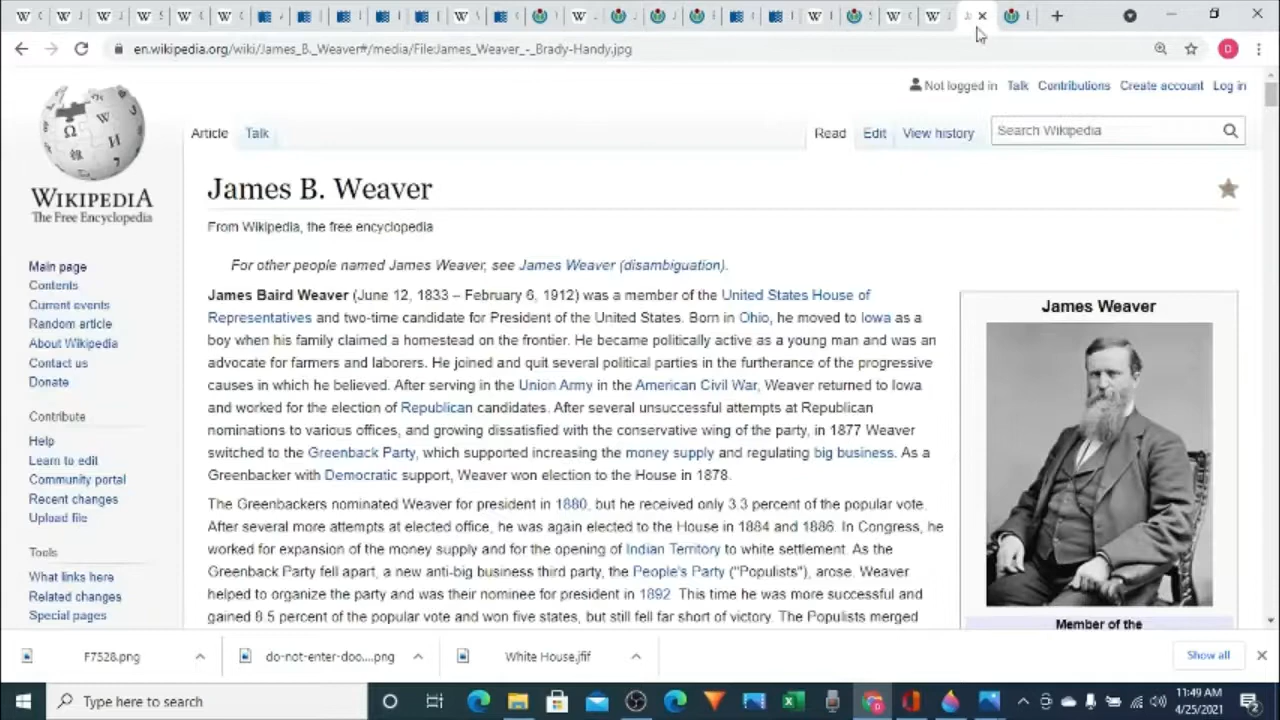 en.wikipedia.org/wiki/James_B._Weaver#/media/File:James_Weaver_-_Brady-Handy.jpg
D
Not logged in Talk Contributions Create account Log in
Article Talk Read Edit View history Search Wikipedia
WIKIPEDIA
The Free Encyclopedia
James B. Weaver
From Wikipedia, the free encyclopedia
For other people named James Weaver, see James Weaver (disambiguation).
James Baird Weaver (June 12, 1833 – February 6, 1912) was a member of the United States House of
Representatives and two-time candidate for President of the United States. Born in Ohio, he moved to Iowa as a
boy when his family claimed a homestead on the frontier. He became politically active as a young man and was an
advocate for farmers and laborers. He joined and quit several political parties in the furtherance of the progressive
causes in which he believed. After serving in the Union Army in the American Civil War, Weaver returned to Iowa
and worked for the election of Republican candidates. After several unsuccessful attempts at Republican
nominations to various offices, and growing dissatisfied with the conservative wing of the party, in 1877 Weaver
switched to the Greenback Party, which supported increasing the money supply and regulating big business. As a
Greenbacker with Democratic support, Weaver won election to the House in 1878.
The Greenbackers nominated Weaver for president in 1880, but he received only 3.3 percent of the popular vote.
After several more attempts at elected office, he was again elected to the House in 1884 and 1886. In Congress, he
worked for expansion of the money supply and for the opening of Indian Territory to white settlement. As the
Greenback Party fell apart, a new anti-big business third party, the People's Party ("Populists"), arose. Weaver
helped to organize the party and was their nominee for president in 1892. This time he was more successful and
gained 8.5 percent of the popular vote and won five states, but still fell far short of victory. The Populists merged
James Weaver
Member of the
Main page
Contents
Current events
Random article
About Wikipedia
Contact us
Donate
Contribute
Help
Learn to edit
Community portal
Recent changes
Upload file
Tools
What links here
Related changes
Special pages
F7528.png
do-not-enter-doo....png
White House.jfif
Show all
Type here to search
11:49 AM
4/25/2021
2